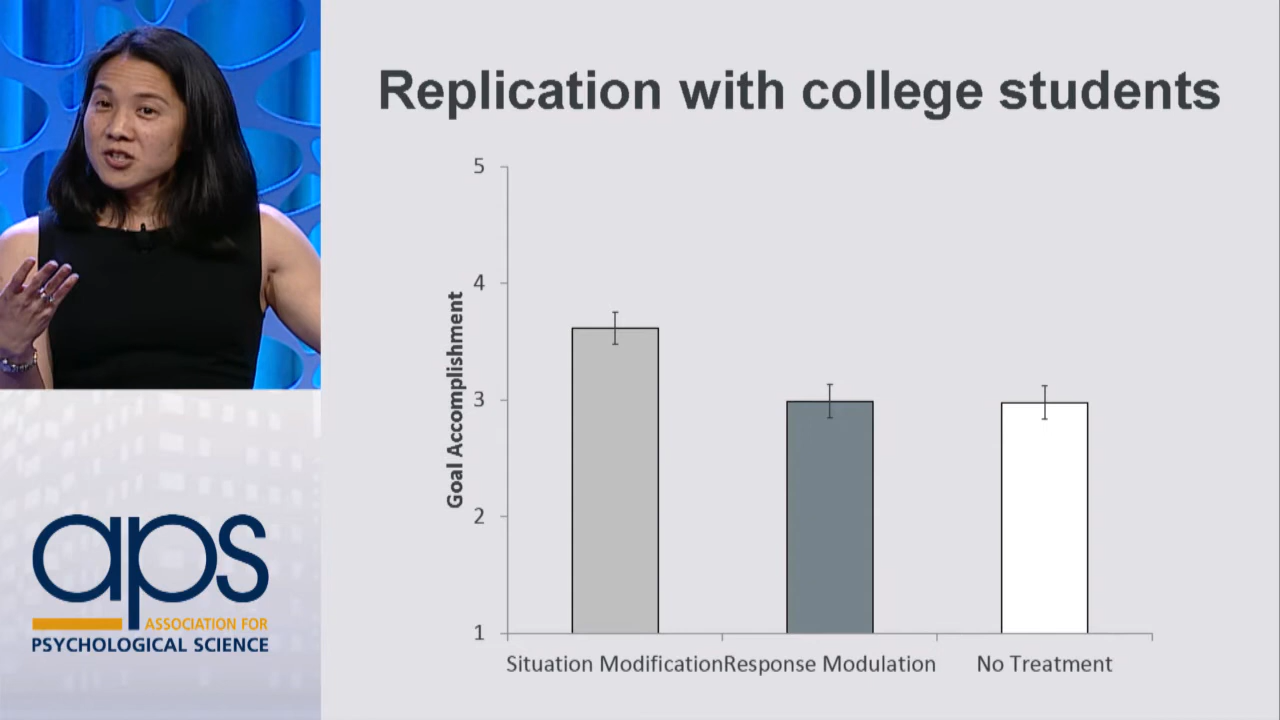 Replication with college students
5
4
3
2
1
Goal Accomplishment
Situation Modification
Response Modulation
No Treatment
aps
ASSOCIATION FOR
PSYCHOLOGICAL SCIENCE